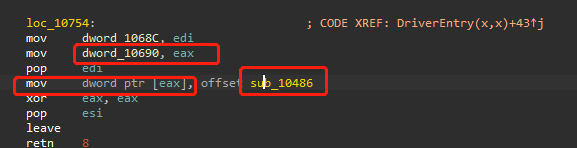 loc_10754: ; CODE XREF: DriverEntry(x,x)+43↑j
mov dword_1068C, edi
mov dword_10690, eax
pop edi
mov dword ptr [eax], offset sub_10486
xor eax, eax
pop esi
leave
retn 8